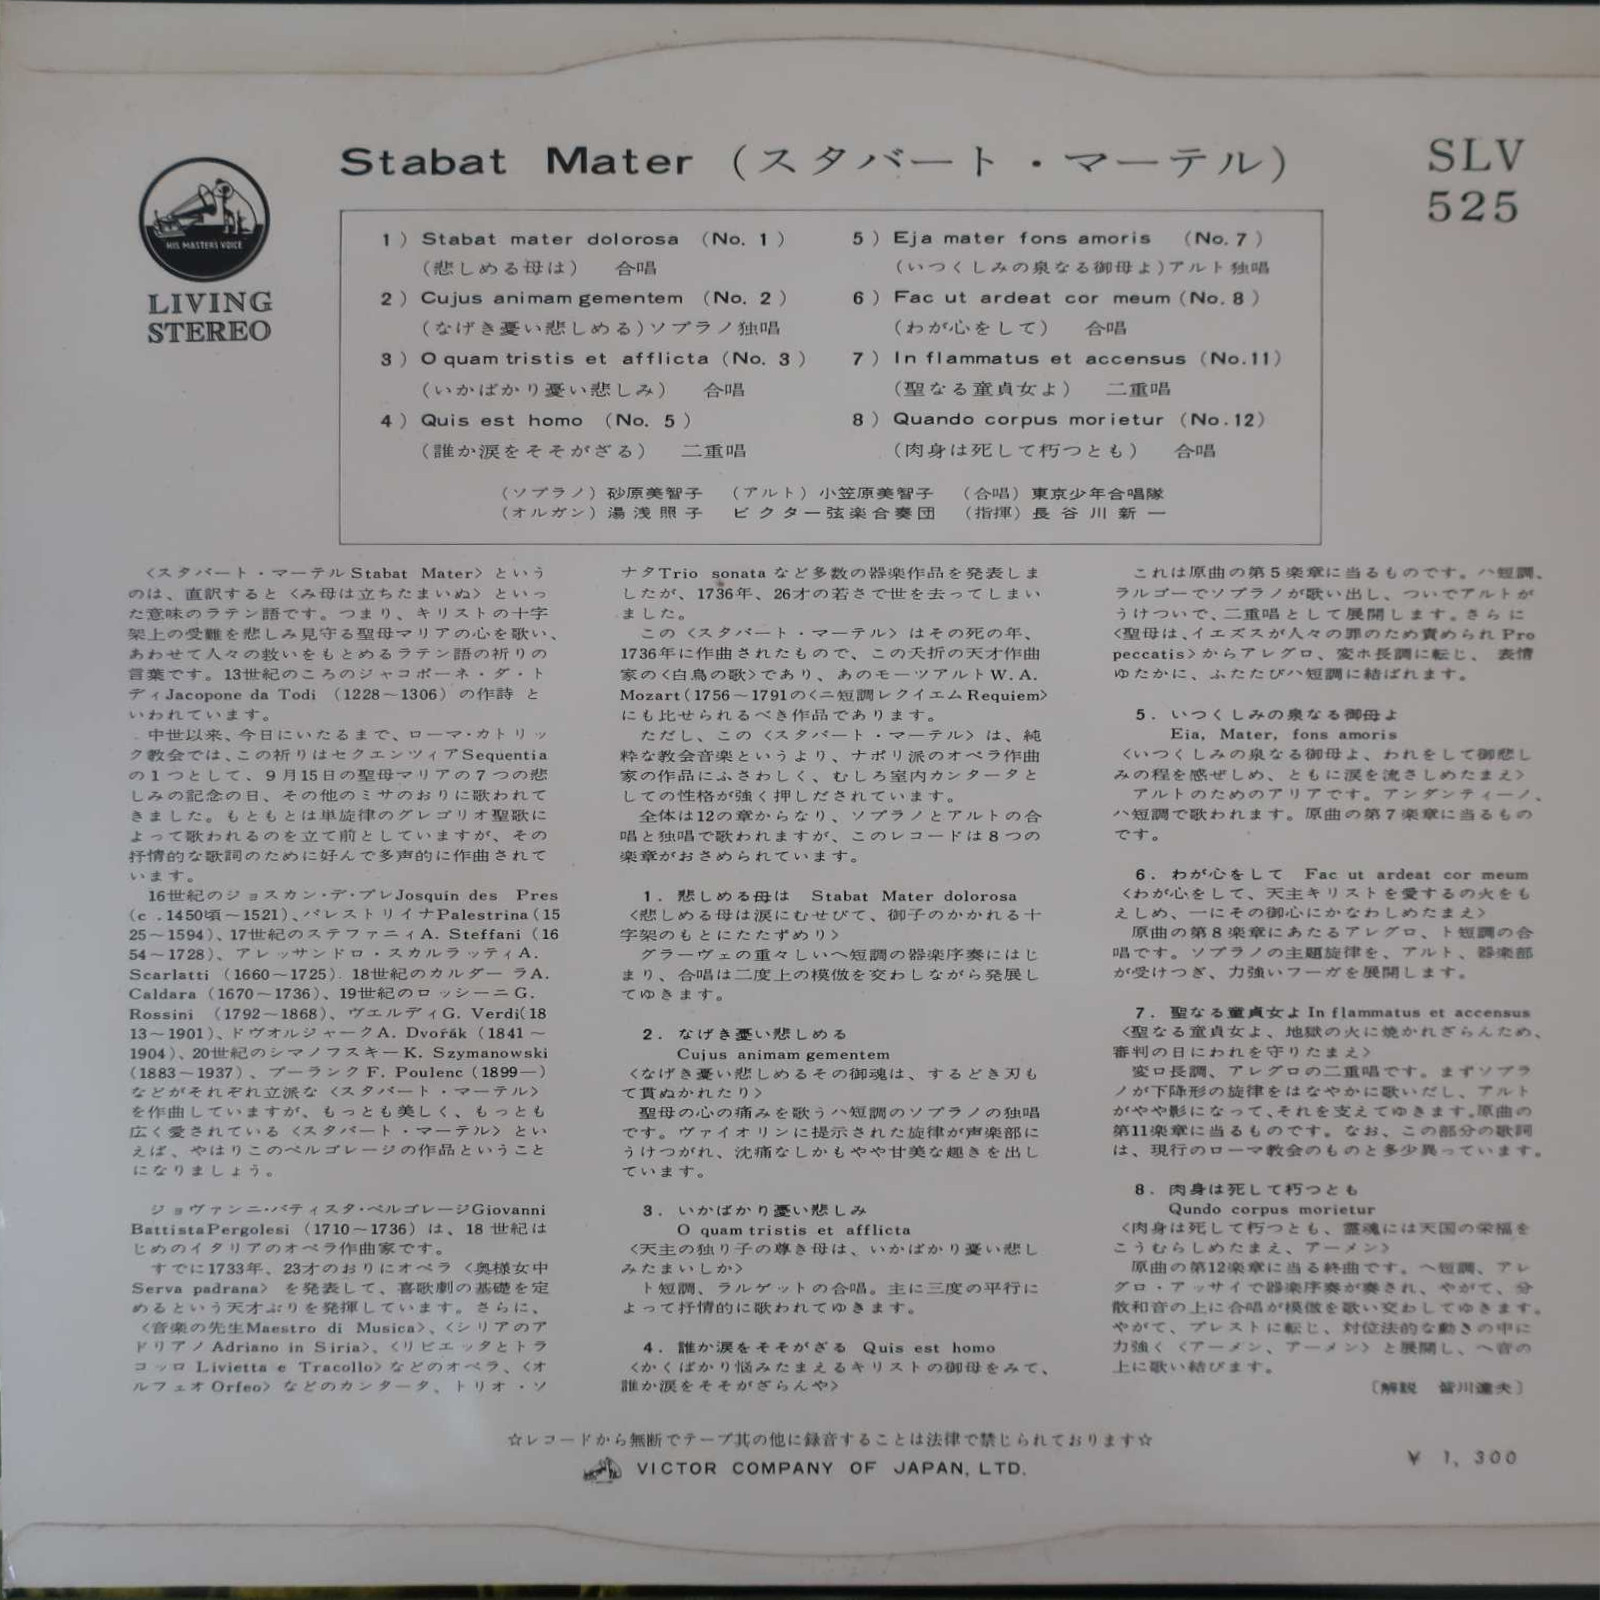 Stabat Mater (スタバート・マーテル)
SLV
525
HIS MASTERS VOICE
LIVING
STEREO
1) Stabat mater dolorosa (No. 1)
(悲しめる母は) 合唱
2) Cujus animam gementem (No. 2)
(なげき憂い悲しめる)ソプラノ独唱
3) O quam tristis et afflicta (No. 3)
(いかばかり憂い悲しみ) 合唱
4) Quis est homo (No. 5)
(誰か涙をそそがざる) 二重唱
5) Eja mater fons amoris (No.7)
(いつくしみの泉なる御母よ)アルト独唱
6) Fac ut ardeat cor meum (No.8)
(わが心をして) 合唱
7) In flammatus et accensus (No.11)
(聖なる童貞女よ) 二重唱
8) Quando corpus morietur (No.12)
(肉身は死して朽つとも) 合唱
(ソプラノ)砂原美智子 (アルト)小笠原美智子 (合唱)東京少年合唱隊
(オルガン)湯浅照子 ビクター弦楽合奏団 (指揮)長谷川新一
〈スタバート・マーテル Stabat Mater〉という
のは、直訳すると〈み母は立ちたまいぬ〉といっ
た意味のラテン語です。つまり、キリストの十字
架上の受難を悲しみ見守る聖母マリアの心を歌い、
あわせて人々の救いをもとめるラテン語の祈りの
言葉です。13世紀のころのジャコポーネ・ダ・ト
ディJacopone da Todi (1228～1306) の作詩と
いわれています。
中世以来、今日にいたるまで、ローマ・カトリッ
ク教会では、この祈りはセクエンツィアSequentia
の1つとして、9月15日の聖母マリアの7つの悲
しみの記念の日、その他のミサのおりに歌われて
きました。もともとは単旋律のグレゴリオ聖歌に
よって歌われるのを立て前としていますが、その
抒情的な歌詞のために好んで多声的に作曲されて
います。
16世紀のジョスカン・デ・プレJosquin des Pres
(c.1450頃～1521)、パレストリイナPalestrina(15
25～1594)、17世紀のステファニィA. Steffani (16
54～1728)、アレッサンドロ・スカルラッティA.
Scarlatti (1660～1725). 18世紀のカルダーラA.
Caldara (1670～1736)、19世紀のロッシーニG.
Rossini (1792～1868)、ヴェルディG. Verdi(18
13～1901)、ドヴォルジャークA. Dvořák (1841～
1904)、20世紀のシマノフスキーK. Szymanowski
(1883～1937)、プーランクF. Poulenc (1899―)
などがそれぞれ立派な〈スタバート・マーテル〉
を作曲していますが、もっとも美しく、もっとも
広く愛されている〈スタバート・マーテル〉とい
えば、やはりこのペルゴレージの作品ということ
になりましょう。
ジョヴァンニ・バティスタ・ペルゴレージGiovanni
BattistaPergolesi (1710～1736) は、18世紀は
じめのイタリアのオペラ作曲家です。
すでに1733年、23才のおりにオペラ〈奥様女中
Serva padrana〉を発表して、喜歌劇の基礎を定
めるという天才ぶりを発揮しています。さらに、
〈音楽の先生Maestro di Musica〉、〈シリアのア
ドリアノAdriano in Siria〉、〈リビエッタとトラ
コッロ Livietta e Tracollo〉などのオペラ、〈オ
ルフェオOrfeo〉などのカンタータ、トリオ・ソ
ナタTrio sonata など多数の器楽作品を発表しま
したが、1736年、26才の若さで世を去ってしまい
ました。
この〈スタバート・マーテル〉はその死の年、
1736年に作曲されたもので、この夭折の天才作曲
家の〈白鳥の歌〉であり、あのモーツアルトW. A.
Mozart(1756～1791の〈ニ短調レクイエムRequiem〉
にも比せられるべき作品であります。
ただし、この〈スタバート・マーテル〉は、純
粋な教会音楽というより、ナポリ派のオペラ作曲
家の作品にふさわしく、むしろ室内カンタータと
しての性格が強く押しだされています。
全体は12の章からなり、ソプラノとアルトの合
唱と独唱で歌われますが、このレコードは8つの
楽章がおさめられています。
1. 悲しめる母は Stabat Mater dolorosa
〈悲しめる母は涙にむせびて、御子のかかれる十
字架のもとにたたずめり〉
グラーヴェの重々しいヘ短調の器楽序奏にはじ
まり、合唱は二度上の模倣を交わしながら発展し
てゆきます。
2. なげき憂い悲しめる
Cujus animam gementem
〈なげき憂い悲しめるその御魂は、するどき刃も
て貫ぬかれたり〉
聖母の心の痛みを歌うハ短調のソプラノの独唱
です。ヴァイオリンに提示された旋律が声楽部に
うけつがれ、沈痛なしかもやや甘美な趣きを出し
ています。
3. いかばかり憂い悲しみ
O quam tristis et afflicta
〈天主の独り子の尊き母は、いかばかり憂い悲し
みたまいしか〉
ト短調、ラルゲットの合唱。主に三度の平行に
よって抒情的に歌われてゆきます。
4. 誰か涙をそそがざる Quis est homo
〈かくばかり悩みたまえるキリストの御母をみて、
誰か涙をそそがざらんや〉
これは原曲の第5楽章に当るものです。ハ短調、
ラルゴーでソプラノが歌い出し、ついでアルトが
うけついで、二重唱として展開します。さらに
〈聖母は、イエズスが人々の罪のため責められ Pro
peccatis〉からアレグロ、変ホ長調に転じ、表情
ゆたかに、ふたたびハ短調に結ばれます。
5. いつくしみの泉なる御母よ
Eia, Mater, fons amoris
〈いつくしみの泉なる御母よ、われをして御悲し
みの程を感ぜしめ、ともに涙を流さしめたまえ〉
アルトのためのアリアです。アンダンティーノ、
ハ短調で歌われます。原曲の第7楽章に当るもの
です。
6. わが心をして Fac ut ardeat cor meum
〈わが心をして、天主キリストを愛するの火をも
えしめ、一にその御心にかなわしめたまえ〉
原曲の第8楽章にあたるアレグロ、ト短調の合
唱です。ソプラノの主題旋律を、アルト、器楽部
が受けつぎ、力強いフーガを展開します。
7. 聖なる童貞女よ In flammatus et accensus
〈聖なる童貞女よ、地獄の火に焼かれざらんため、
審判の日にわれを守りたまえ〉
変ロ長調、アレグロの二重唱です。まずソプラ
ノが下降形の旋律をはなやかに歌いだし、アルト
がやや影になって、それを支えてゆきます。原曲の
第11楽章に当るものです。なお、この部分の歌詞
は、現行のローマ教会のものと多少異っています。
8. 肉身は死して朽つとも
Qundo corpus morietur
〈肉身は死して朽つとも、霊魂には天国の栄福を
こうむらしめたまえ、アーメン〉
原曲の第12楽章に当る終曲です。ヘ短調、アレ
グロ・アッサイで器楽序奏が奏され、やがて、分
散和音の上に合唱が模倣を歌い交わしてゆきます。
やがて、プレストに転じ、対位法的な動きの中に
力強く〈アーメン、アーメン〉と展開し、ヘ音の
上に歌い結びます。
〔解説 皆川達夫〕
☆レコードから無断でテープ其の他に録音することは法律で禁じられております☆
VICTOR COMPANY OF JAPAN, LTD.
¥ 1,300